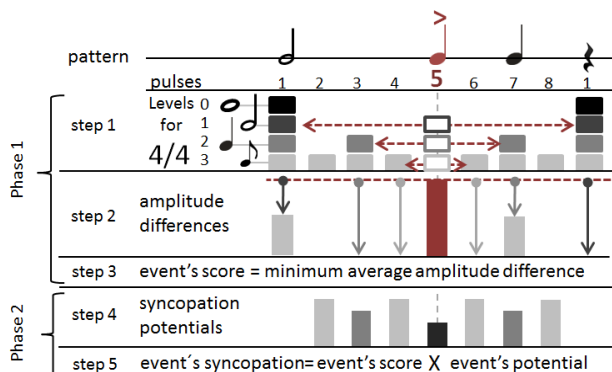 >
pattern
pulses 1 2 3 4 5 6 7 8 1
Levels 0
for 1
4/4 2
3
step 1
Phase 1
step 2 amplitude
differences
step 3 event's score = minimum average amplitude difference
Phase 2
step 4 syncopation
potentials
step 5 event´s syncopation= event's score X event's potential